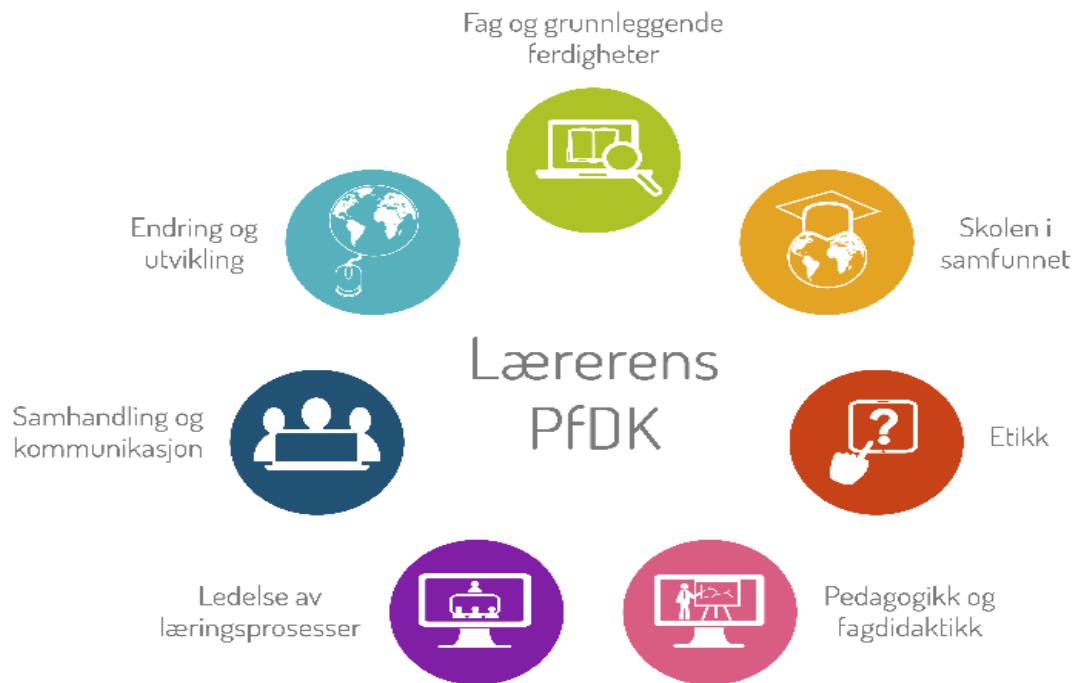 Fag og grunnleggende
ferdigheter
Endring og
utvikling
Skolen i
samfunnet
Lærerens
PfDK
Samhandling og
kommunikasjon
?
Etikk
Ledelse av
læringsprosesser
Pedagogikk og
fagdidaktikk